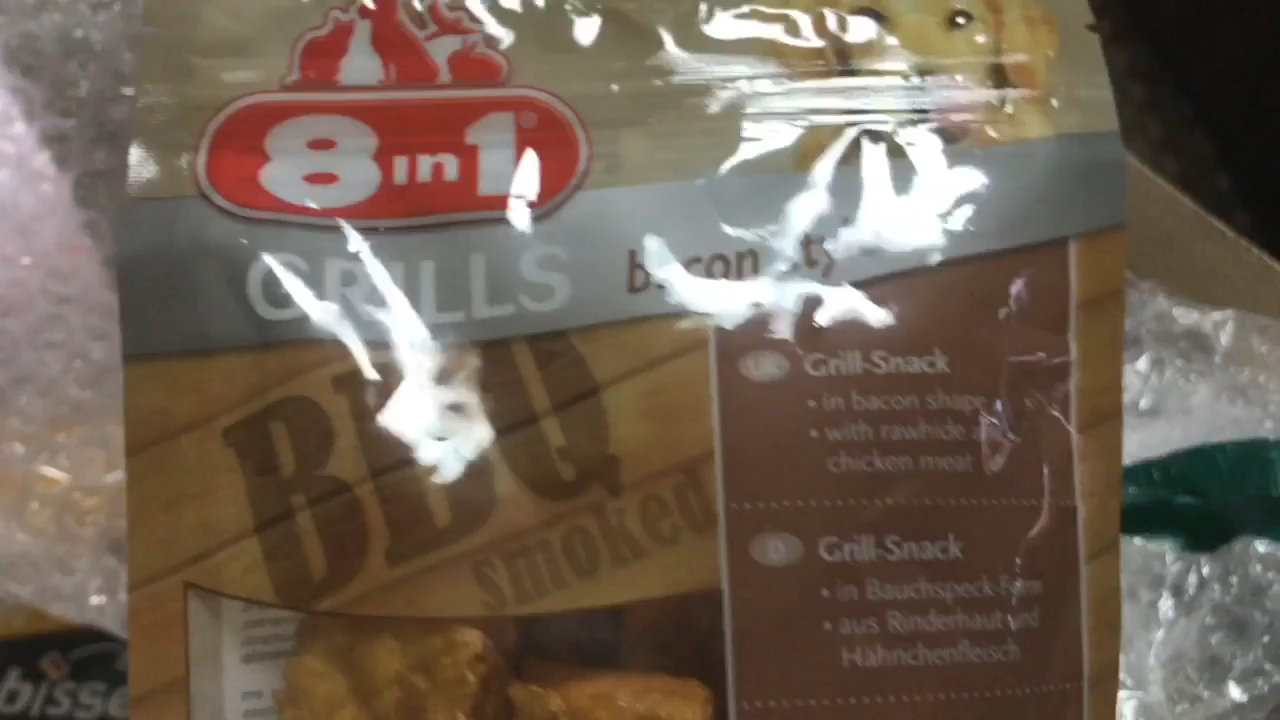 8in1
GRILLS
BBQ
smoked
UK Grill-Snack
• in bacon shape
• with rawhide
chicken meat
D Grill-Snack
• in Bauchspeck-Form
• aus Rinderhaut und
Hähnchenfleisch